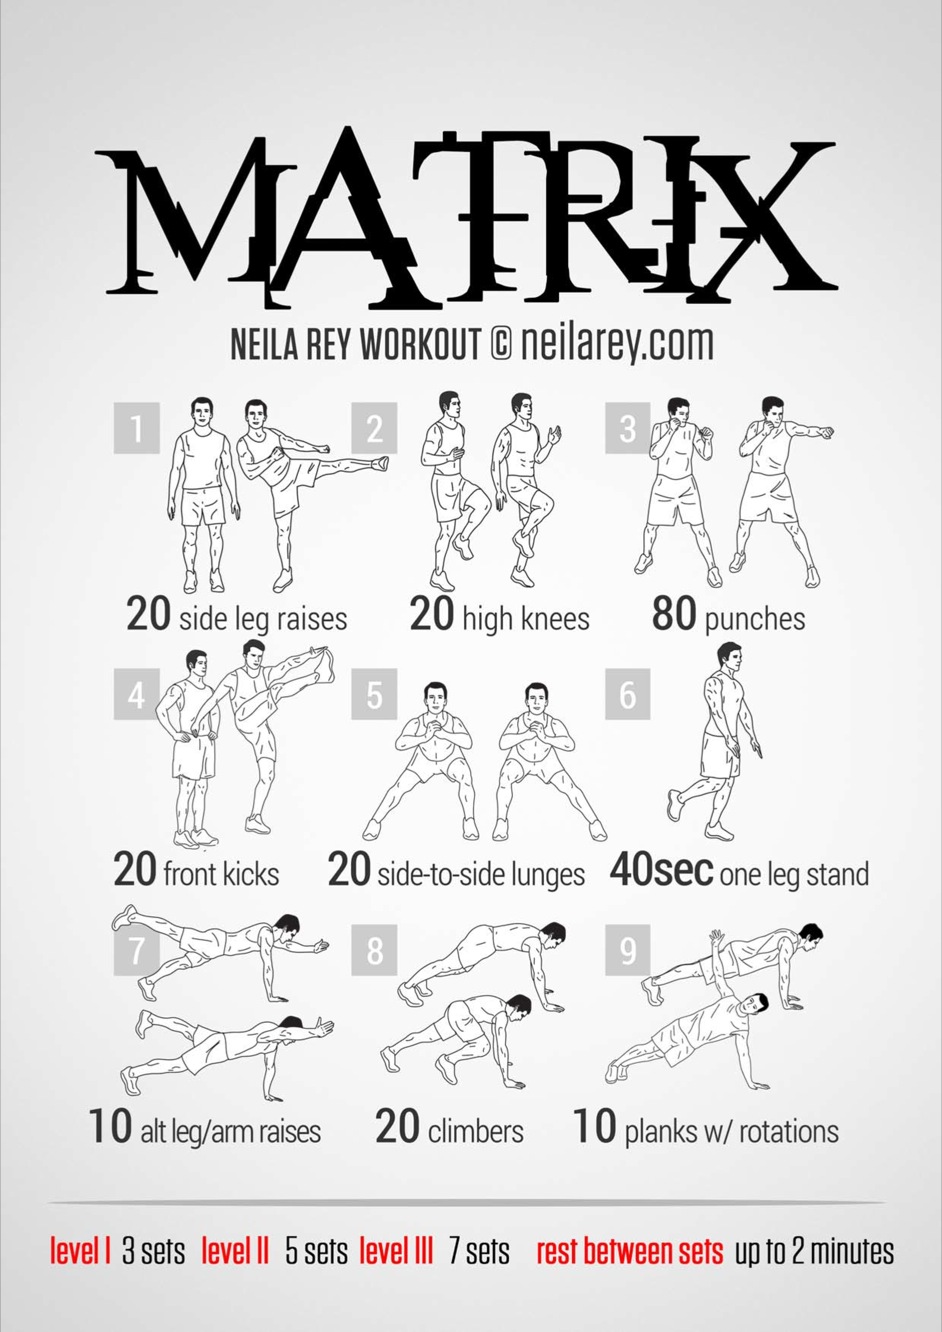 MATRIX
NEILA REY WORKOUT © neilarey.com
1
2
3
20 side leg raises
20 high knees
80 punches
4
5
6
20 front kicks
20 side-to-side lunges
40sec one leg stand
7
8
9
10 alt leg/arm raises
20 climbers
10 planks w/ rotations
level I 3 sets level II 5 sets level III 7 sets rest between sets up to 2 minutes